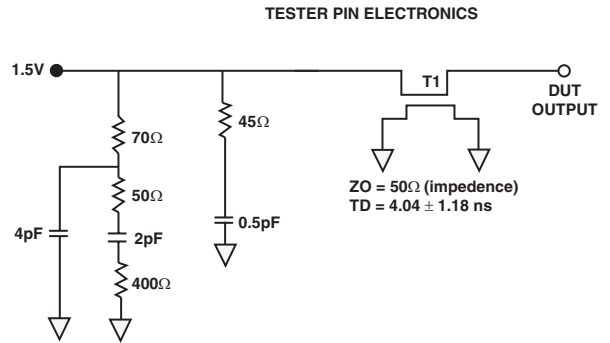 TESTER PIN ELECTRONICS
1.5V
T1
DUT
OUTPUT
70Ω
45Ω
50Ω
ZO = 50Ω (impedence)
TD = 4.04 ± 1.18 ns
4pF
2pF
0.5pF
400Ω